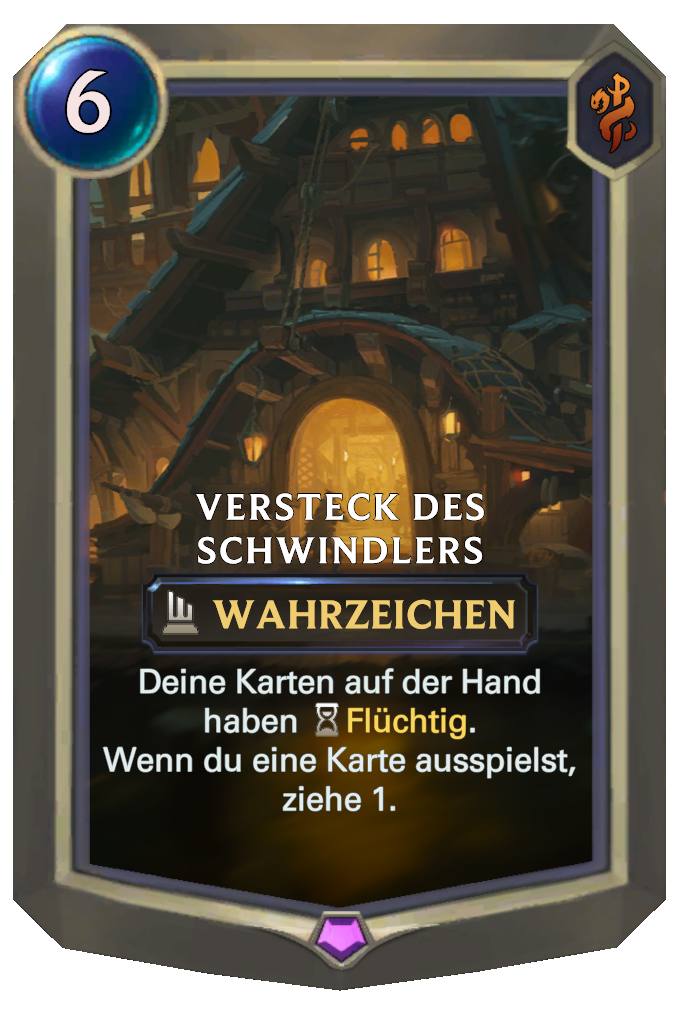 6
VERSTECK DES
SCHWINDLERS
WAHRZEICHEN
Deine Karten auf der Hand
haben Flüchtig.
Wenn du eine Karte ausspielst,
ziehe 1.